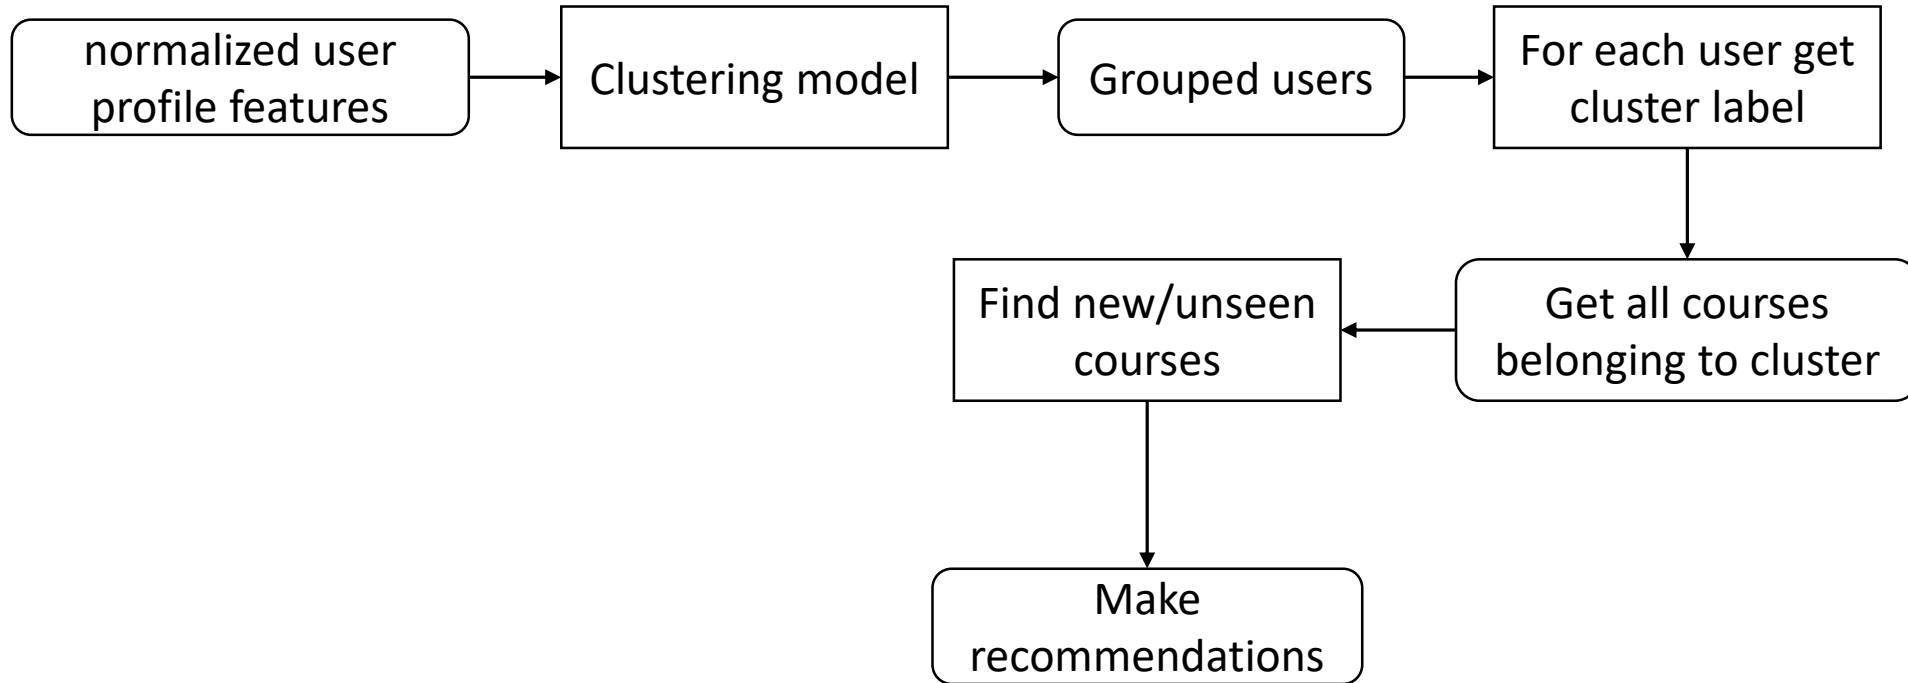 normalized user
profile features
Clustering model
Grouped users
For each user get
cluster label
Get all courses
belonging to cluster
Find new/unseen
courses
Make
recommendations